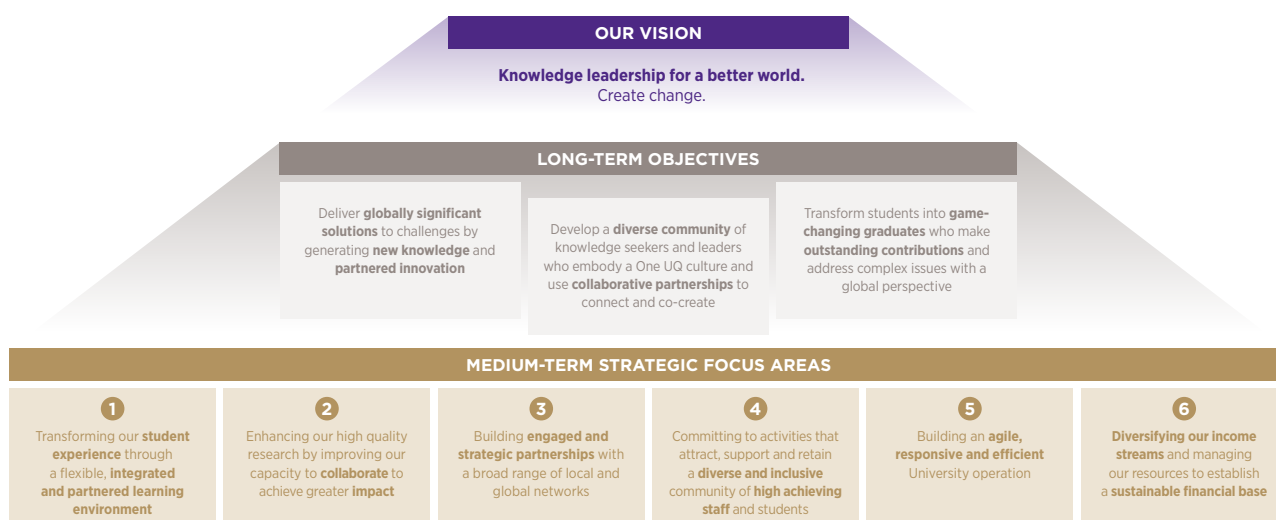 OUR VISION
Knowledge leadership for a better world.
Create change.
LONG-TERM OBJECTIVES
Deliver globally significant
solutions to challenges by
generating new knowledge and
partnered innovation
Develop a diverse community of
knowledge seekers and leaders
who embody a One UQ culture and
use collaborative partnerships to
connect and co-create
Transform students into game-
changing graduates who make
outstanding contributions and
address complex issues with a
global perspective
MEDIUM-TERM STRATEGIC FOCUS AREAS
1
Transforming our student
experience through
a flexible, integrated
and partnered learning
environment
2
Enhancing our high quality
research by improving our
capacity to collaborate to
achieve greater impact
3
Building engaged and
strategic partnerships with
a broad range of local and
global networks
4
Committing to activities that
attract, support and retain
a diverse and inclusive
community of high achieving
staff and students
5
Building an agile,
responsive and efficient
University operation
6
Diversifying our income
streams and managing
our resources to establish
a sustainable financial base